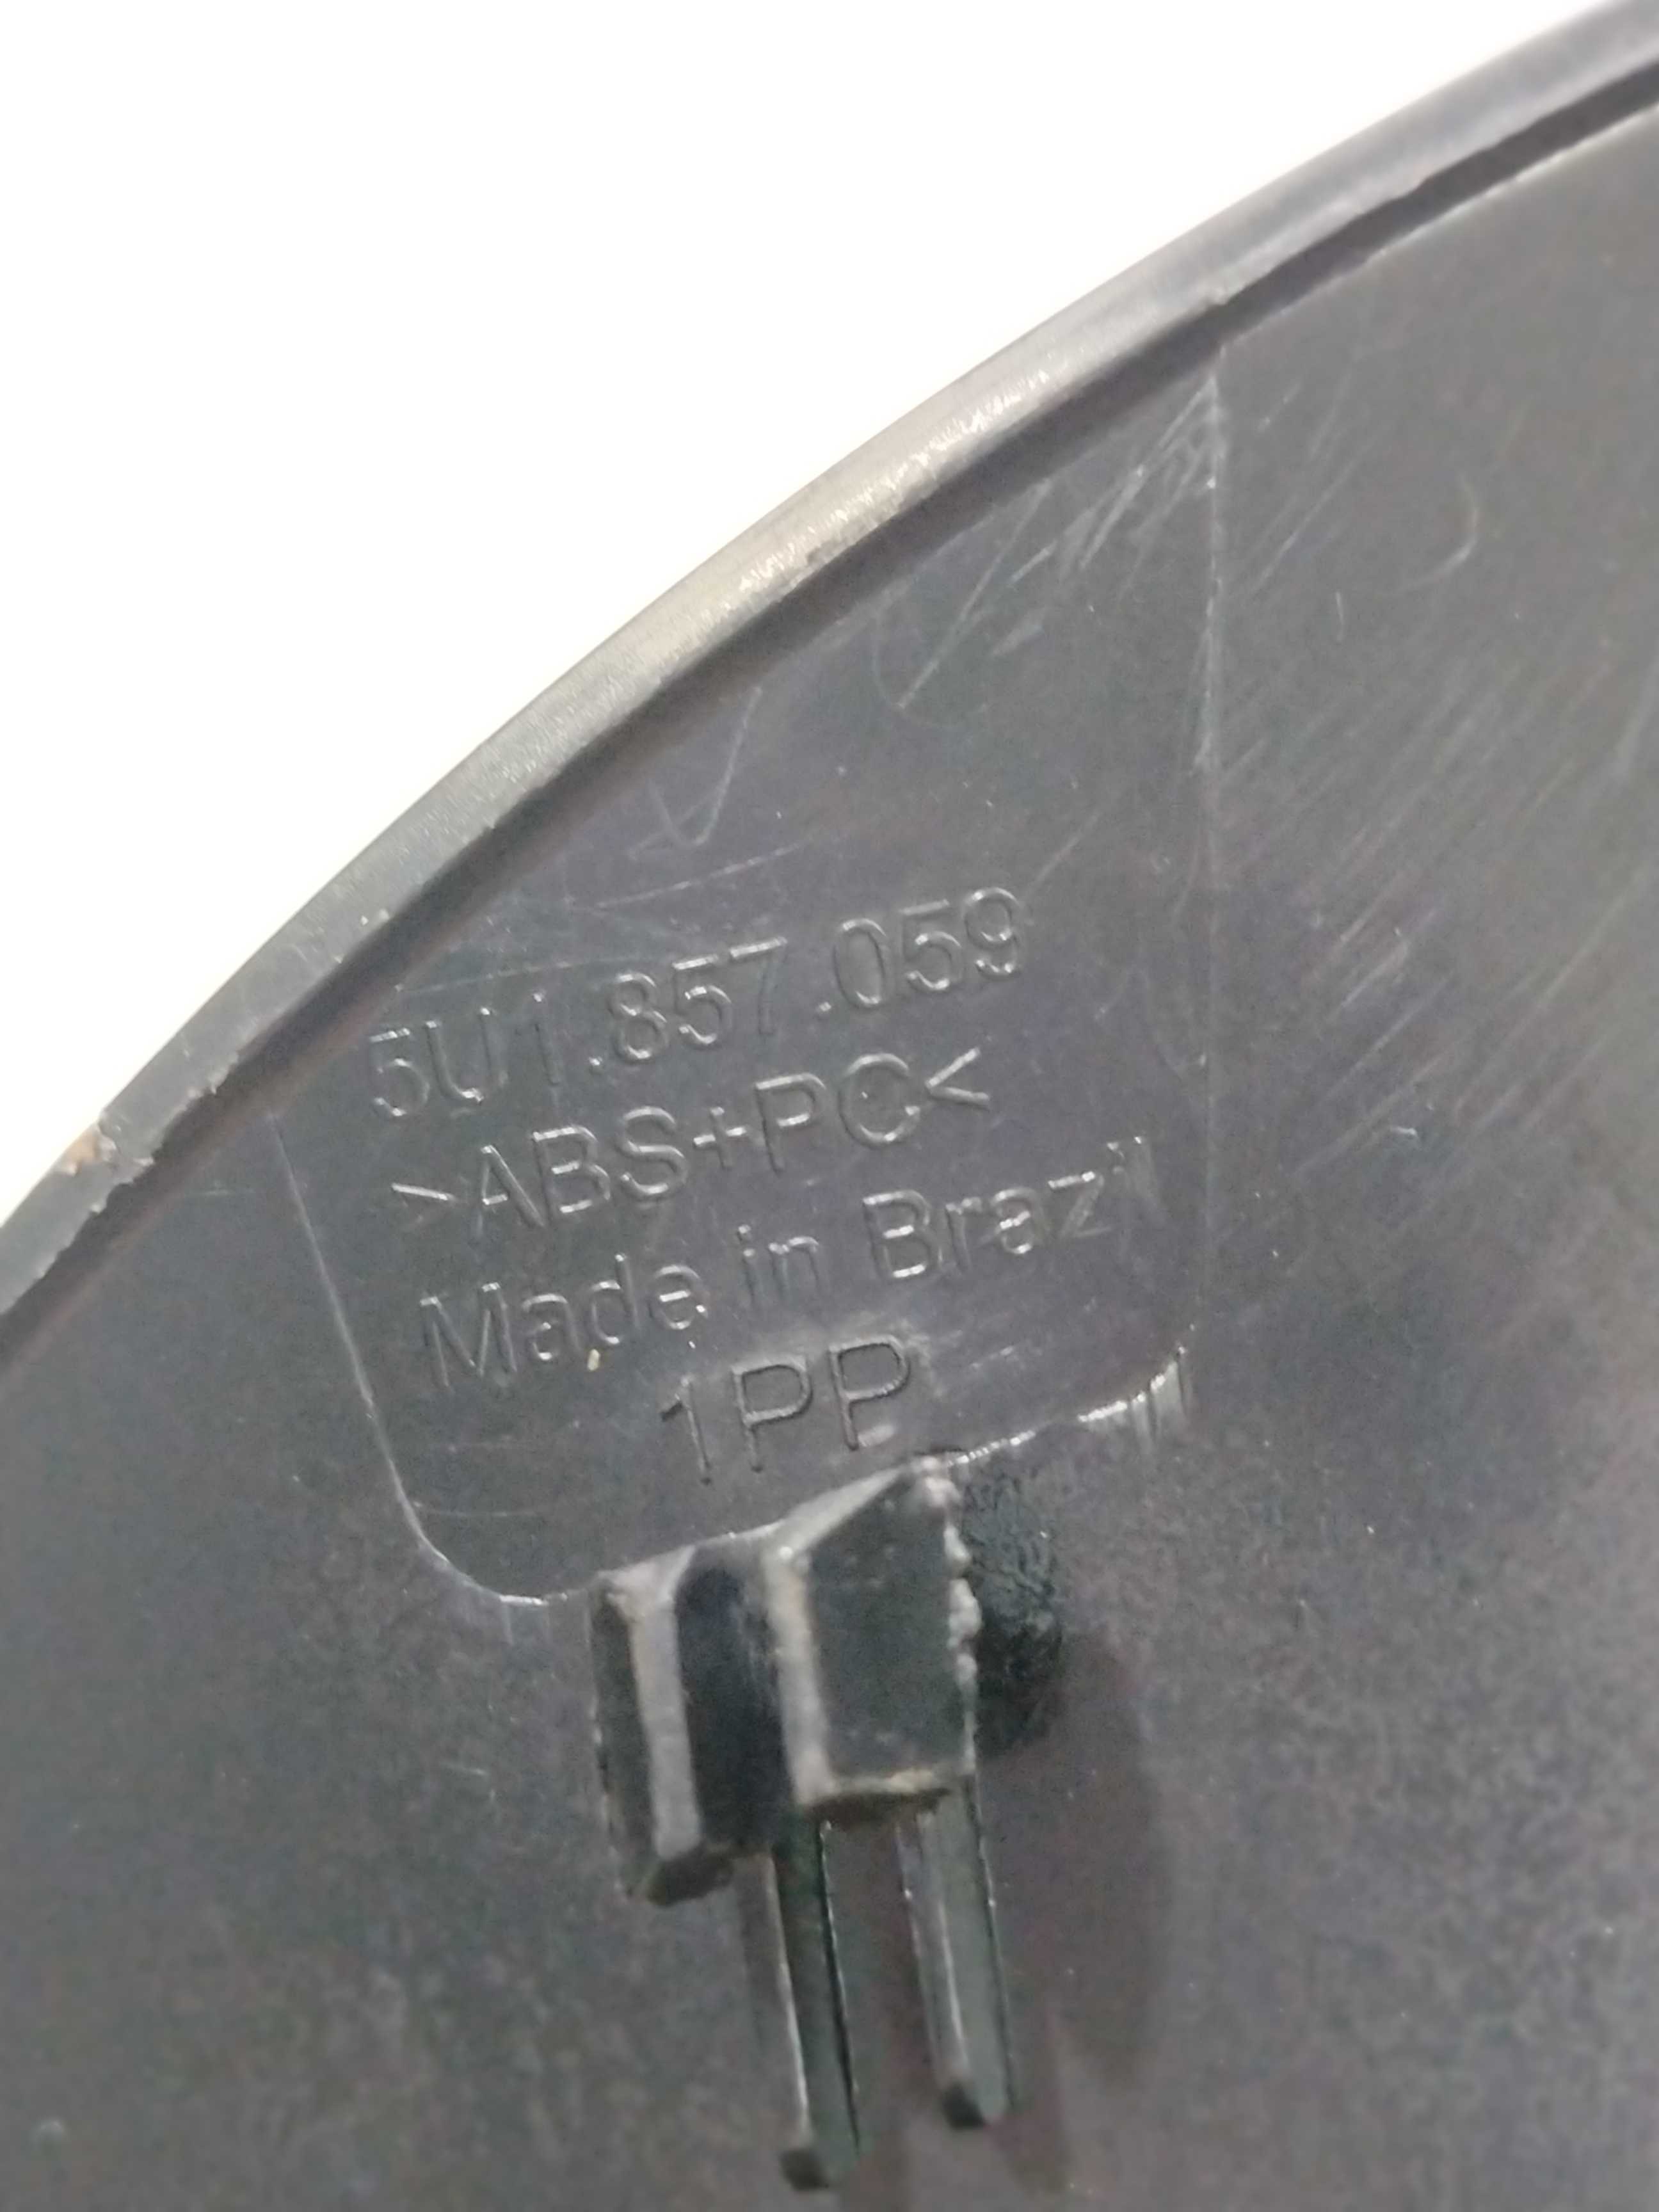 5U1.857.059
>ABS+PC<
Made in Brazil
1PP